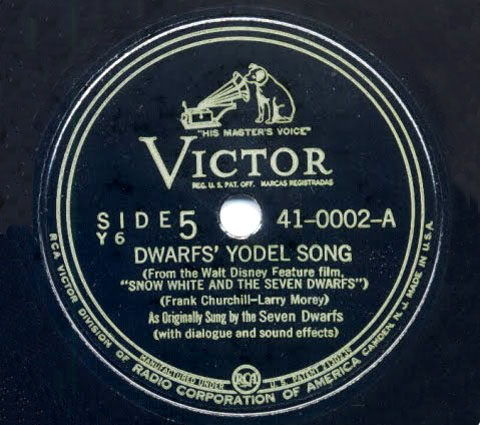 "HIS MASTER'S VOICE"
VICTOR
REG. U. S. PAT. OFF. MARCAS REGISTRADAS
SIDE 5 41-0002-A
Y6
DWARFS' YODEL SONG
(From the Walt Disney Feature film,
"SNOW WHITE AND THE SEVEN DWARFS")
(Frank Churchill-Larry Morey)
As Originally Sung by the Seven Dwarfs
(with dialogue and sound effects)
MANUFACTURED UNDER RCA U. S. PATENT
RCA VICTOR DIVISION OF RADIO CORPORATION OF AMERICA CAMDEN, N. J. MADE IN U.S.A.